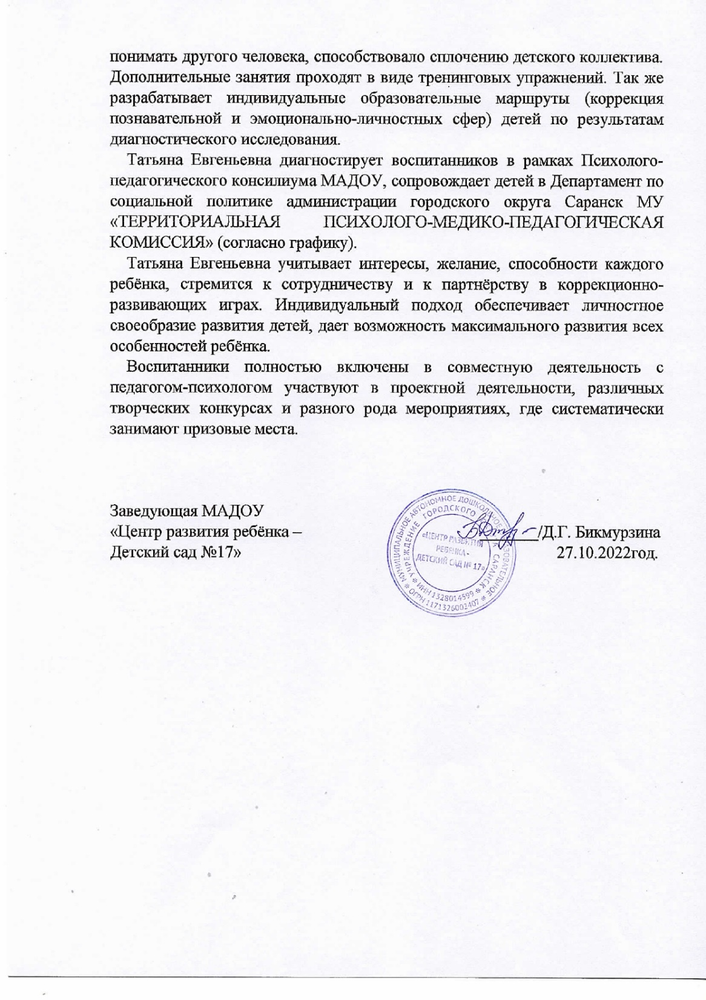 понимать другого человека, способствовало сплочению детского коллектива.
Дополнительные занятия проходят в виде тренинговых упражнений. Так же
разрабатывает индивидуальные образовательные маршруты (коррекция
познавательной и эмоционально-личностных сфер) детей по результатам
диагностического исследования.
Татьяна Евгеньевна диагностирует воспитанников в рамках Психолого-
педагогического консилиума МАДОУ, сопровождает детей в Департамент по
социальной политике администрации городского округа Саранск МУ
«ТЕРРИТОРИАЛЬНАЯ ПСИХОЛОГО-МЕДИКО-ПЕДАГОГИЧЕСКАЯ
КОМИССИЯ» (согласно графику).
Татьяна Евгеньевна учитывает интересы, желание, способности каждого
ребёнка, стремится к сотрудничеству и к партнёрству в коррекционно-
развивающих играх. Индивидуальный подход обеспечивает личностное
своеобразие развития детей, дает возможность максимального развития всех
особенностей ребёнка.
Воспитанники полностью включены в совместную деятельность с
педагогом-психологом участвуют в проектной деятельности, различных
творческих конкурсах и разного рода мероприятиях, где систематически
занимают призовые места.
Заведующая МАДОУ
«Центр развития ребёнка –
Детский сад №17»
/Д.Г. Бикмурзина
27.10.2022год.
МУНИЦИПАЛЬНОЕ АВТОНОМНОЕ ДОШКОЛЬНОЕ
УЧРЕЖДЕНИЕ ГОРОДСКОГО САРАНСК
«ЦЕНТР РАЗВИТИЯ
РЕБЕНКА -
ДЕТСКИЙ САД № 17»
* ИНН 1328014599 *
* ОГРН 1171326002407 *